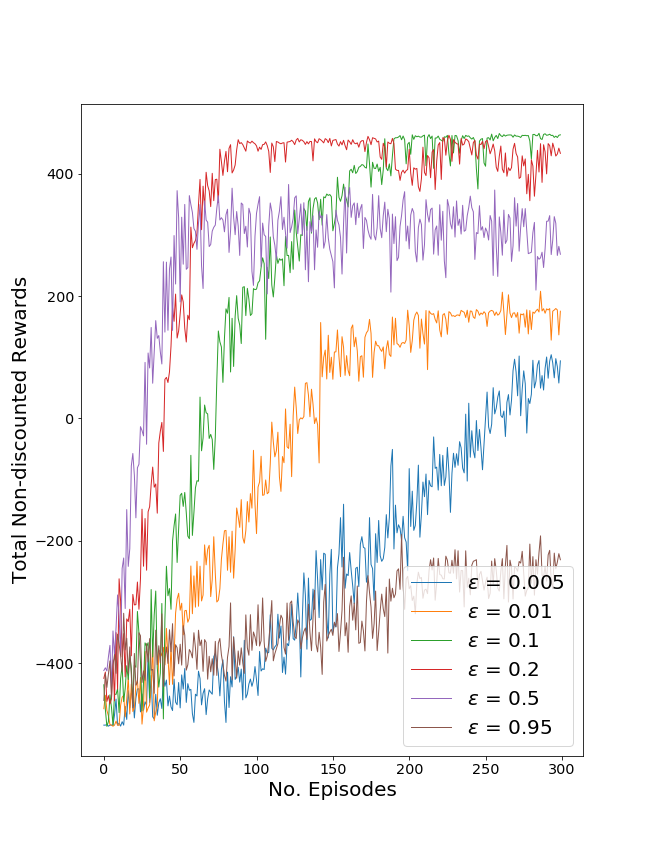 Total Non-discounted Rewards
400
200
0
−200
−400
ε = 0.005
ε = 0.01
ε = 0.1
ε = 0.2
ε = 0.5
ε = 0.95
0 50 100 150 200 250 300
No. Episodes